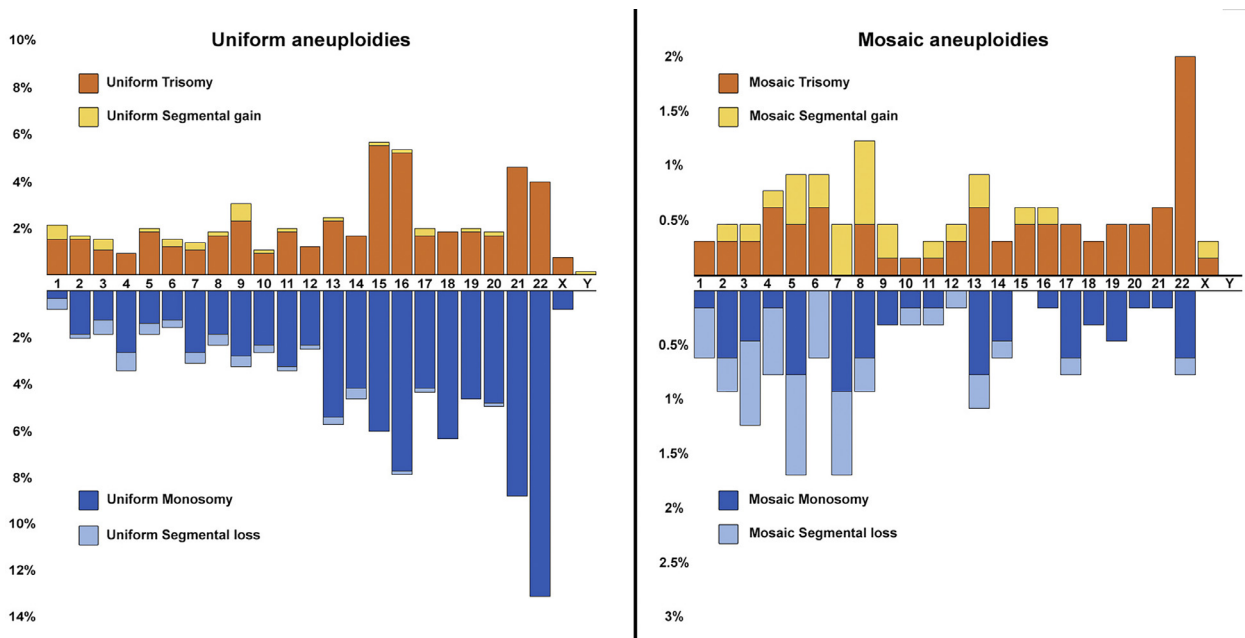 Uniform aneuploidies
10%
8%
6%
4%
2%
Uniform Trisomy
Uniform Segmental gain
1 2 3 4 5 6 7 8 9 10 11 12 13 14 15 16 17 18 19 20 21 22 X Y
2%
4%
6%
8%
10%
12%
14%
Uniform Monosomy
Uniform Segmental loss
Mosaic aneuploidies
2%
1.5%
1%
0.5%
Mosaic Trisomy
Mosaic Segmental gain
1 2 3 4 5 6 7 8 9 10 11 12 13 14 15 16 17 18 19 20 21 22 X Y
0.5%
1%
1.5%
2%
2.5%
3%
Mosaic Monosomy
Mosaic Segmental loss